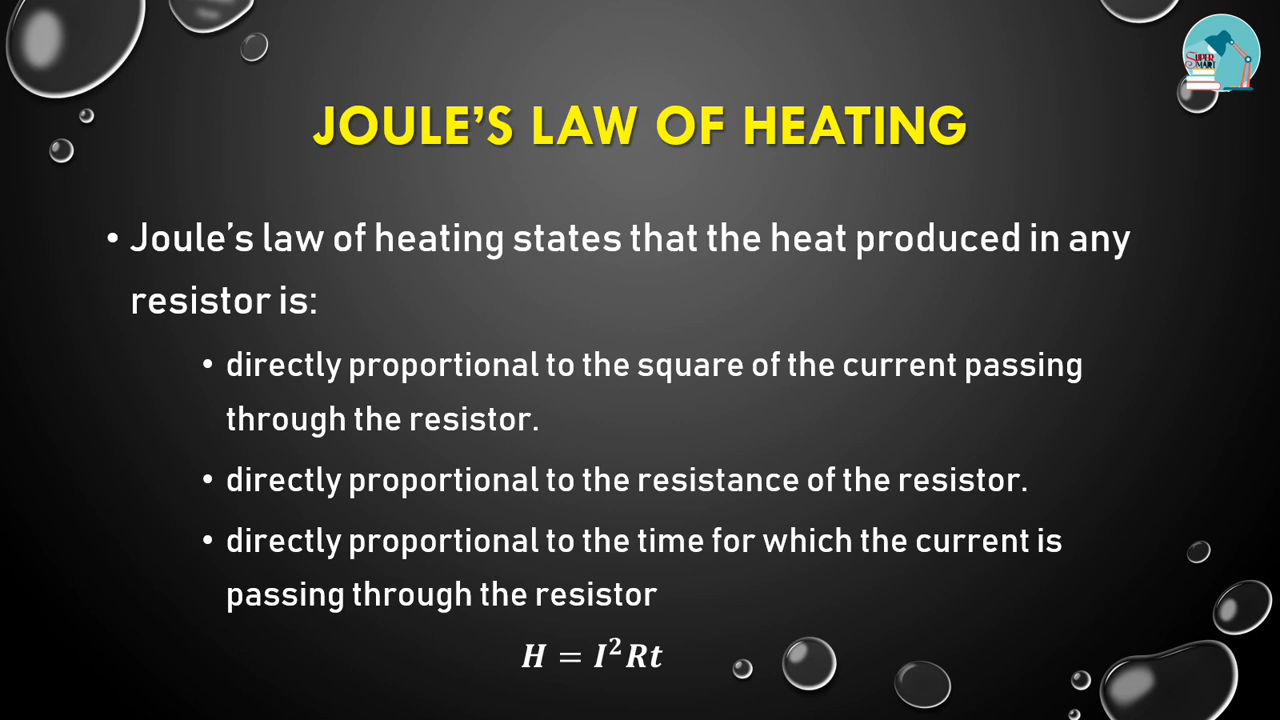 SUPER
SMART
JOULE'S LAW OF HEATING
• Joule's law of heating states that the heat produced in any
resistor is:
• directly proportional to the square of the current passing
through the resistor.
• directly proportional to the resistance of the resistor.
• directly proportional to the time for which the current is
passing through the resistor
H = I²Rt